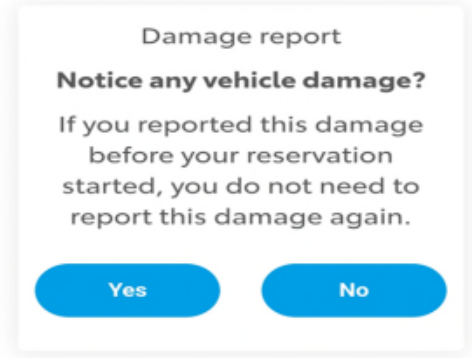 Damage report
Notice any vehicle damage?
If you reported this damage
before your reservation
started, you do not need to
report this damage again.
Yes
No